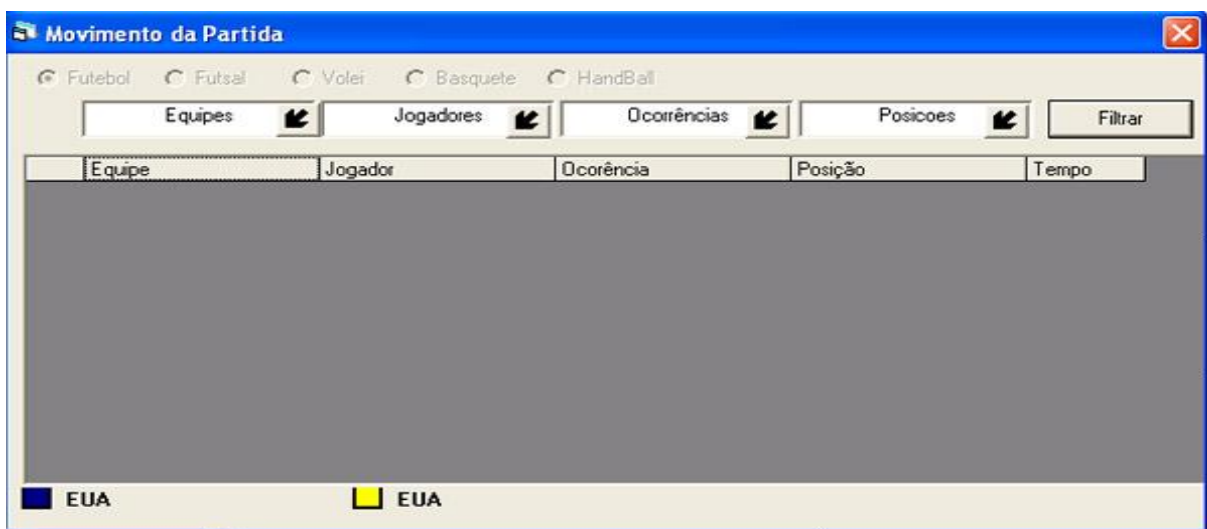 Movimento da Partida
Futebol Futsal Volei Basquete HandBall
Equipes Jogadores Ocorrências Posicoes Filtrar
Equipe Jogador Ocorência Posição Tempo
EUA EUA